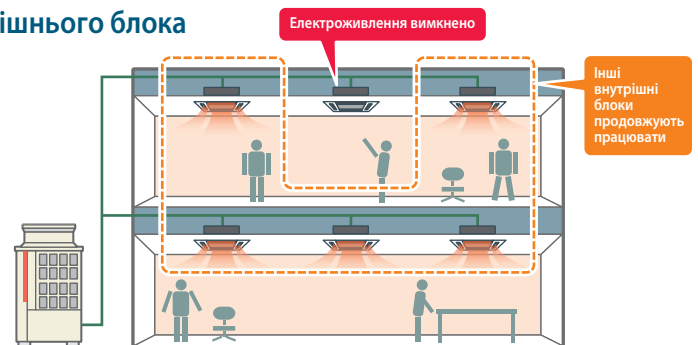 ішнього блока
Електроживлення вимкнено
Інші
внутрішні
блоки
продовжують
працювати